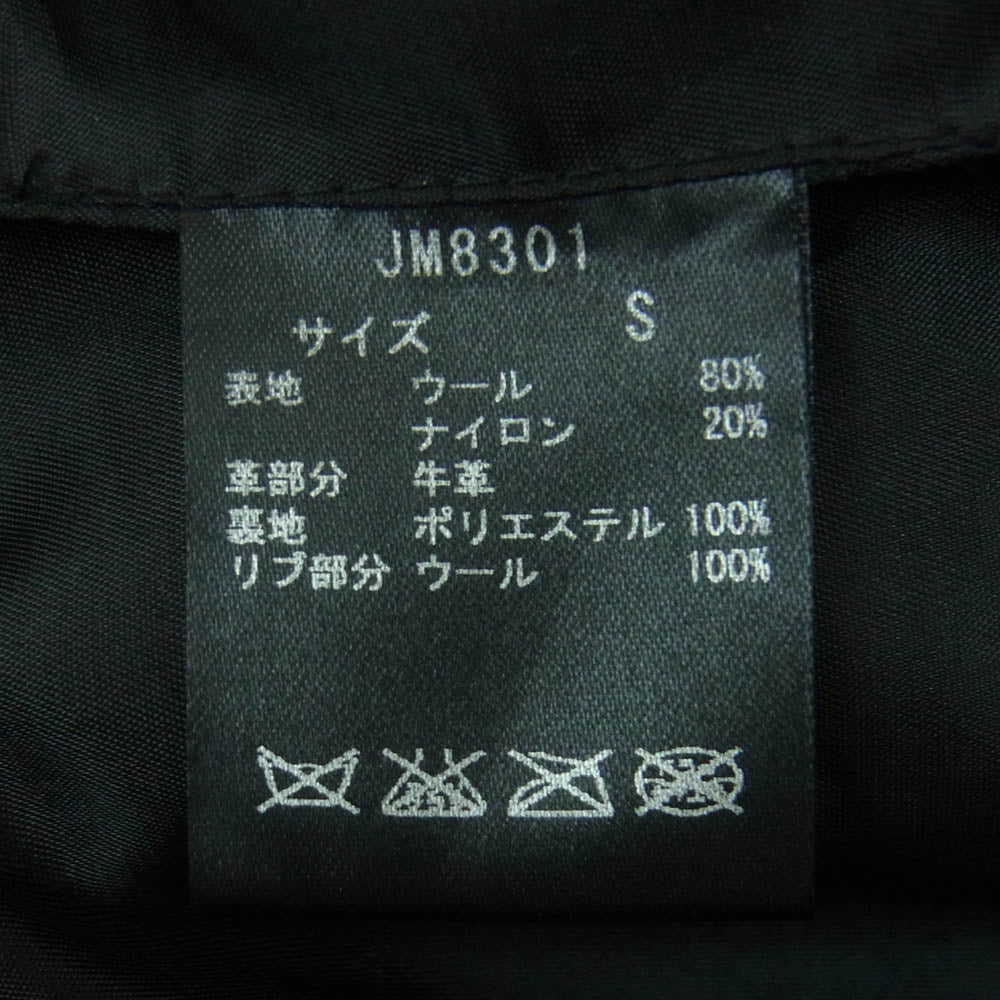 JM8301
サイズ S
表地 ウール 80%
ナイロン 20%
革部分 牛革
裏地 ポリエステル 100%
リブ部分 ウール 100%